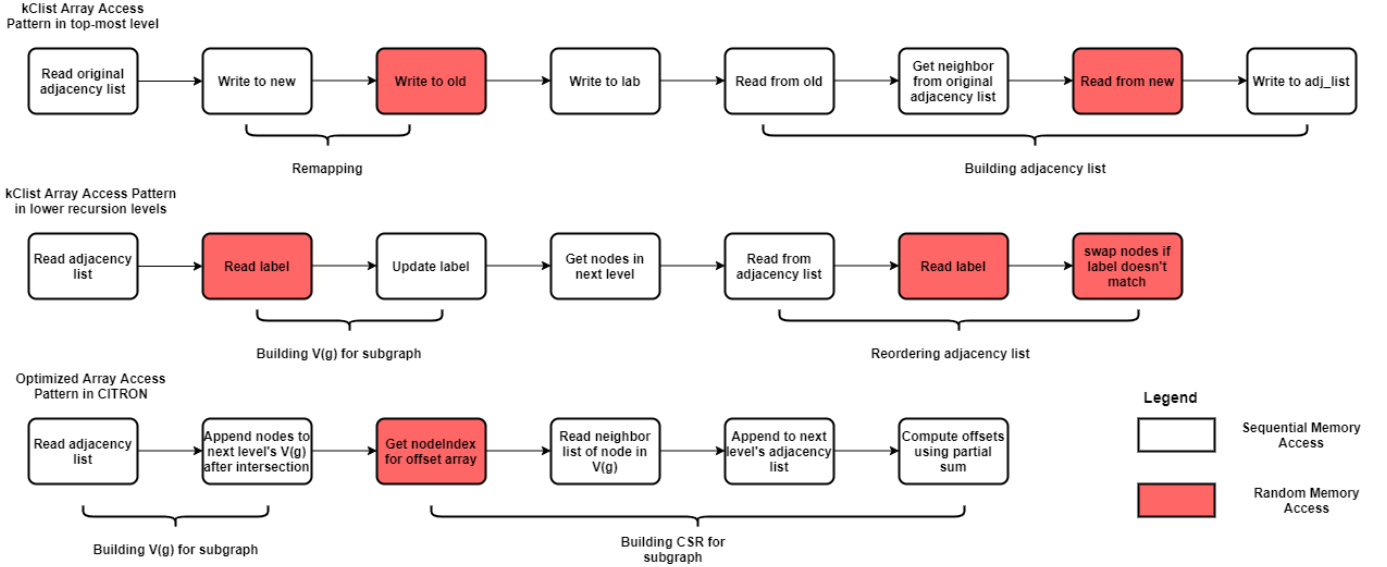 kClist Array Access
Pattern in top-most level
Read original
adjacency list
Write to new
Write to old
Write to lab
Read from old
Get neighbor
from original
adjacency list
Read from new
Write to adj_list
Remapping
Building adjacency list
kClist Array Access Pattern
in lower recursion levels
Read adjacency
list
Read label
Update label
Get nodes in
next level
Read from
adjacency list
Read label
swap nodes if
label doesn't
match
Building V(g) for subgraph
Reordering adjacency list
Optimized Array Access
Pattern in CITRON
Read adjacency
list
Append nodes to
next level's V(g)
after intersection
Get nodeIndex
for offset array
Read neighbor
list of node in
V(g)
Append to next
level's adjacency
list
Compute offsets
using partial
sum
Building V(g) for subgraph
Building CSR for
subgraph
Legend
Sequential Memory
Access
Random Memory
Access